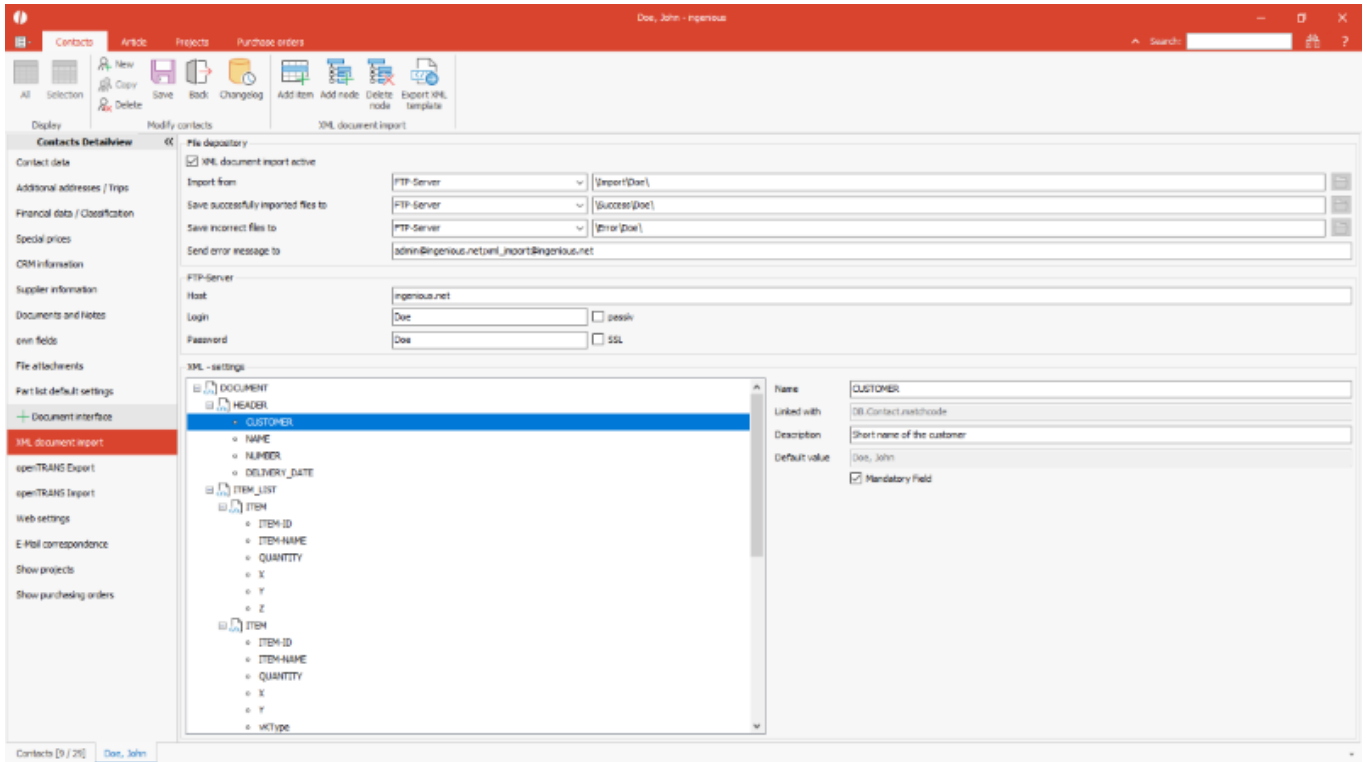 Doe, John - ingenious
Contacts Article Projects Purchase orders Search: ?
All Selection New Copy Delete Save Back Changelog Add item Add node Delete node Export XML template
Display Modify contacts XML document import
Contacts Detailview «
Contact data
Additional addresses / Trips
Financial data / Classification
Special prices
CRM information
Supplier information
Documents and Notes
own fields
File attachments
Part list default settings
Document interface
XML document import
openTRANS Export
openTRANS Import
Web settings
E-Mail correspondence
Show projects
Show purchasing orders
File depository
XML document import active
Import from FTP-Server \Import\Doe\
Save successfully imported files to FTP-Server \Success\Doe\
Save incorrect files to FTP-Server \Error\Doe\
Send error message to
FTP-Server
Host ingenious.net
Login Doe passiv
Password Doe SSL
XML - settings
DOCUMENT
HEADER
CUSTOMER
NAME
NUMBER
DELIVERY_DATE
ITEM_LIST
ITEM
ITEM-ID
ITEM-NAME
QUANTITY
X
Y
Z
ITEM
ITEM-ID
ITEM-NAME
QUANTITY
X
Y
vKType
Name CUSTOMER
Linked with DB.Contact.matchcode
Description Short name of the customer
Default value Doe, John
Mandatory Field
Contacts [9 / 29] Doe, John